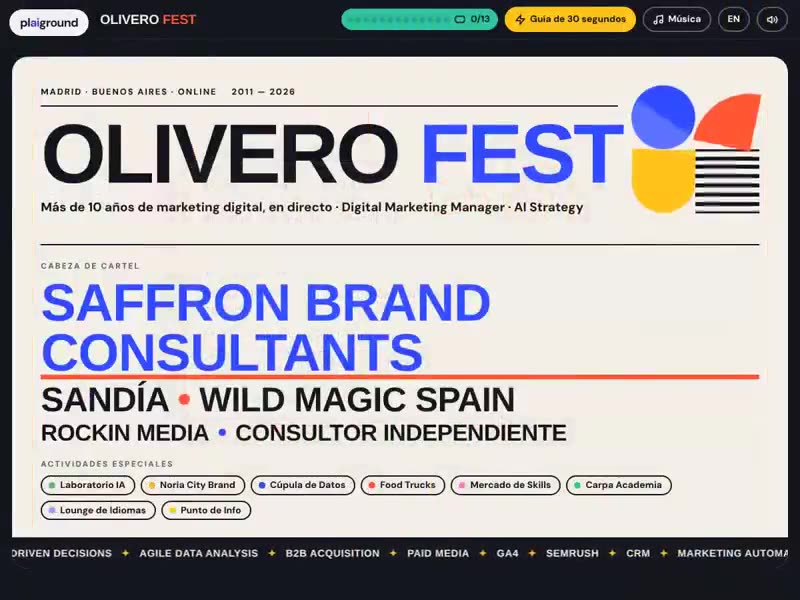 plaiground
OLIVERO FEST
0/13
Guía de 30 segundos
Música
EN
MADRID · BUENOS AIRES · ONLINE 2011 — 2026
OLIVERO FEST
Más de 10 años de marketing digital, en directo · Digital Marketing Manager · AI Strategy
CABEZA DE CARTEL
SAFFRON BRAND
CONSULTANTS
SANDÍA • WILD MAGIC SPAIN
ROCKIN MEDIA • CONSULTOR INDEPENDIENTE
ACTIVIDADES ESPECIALES
Laboratorio IA
Noria City Brand
Cúpula de Datos
Food Trucks
Mercado de Skills
Carpa Academia
Lounge de Idiomas
Punto de Info
DRIVEN DECISIONS ✦ AGILE DATA ANALYSIS ✦ B2B ACQUISITION ✦ PAID MEDIA ✦ GA4 ✦ SEMRUSH ✦ CRM ✦ MARKETING AUTOMA